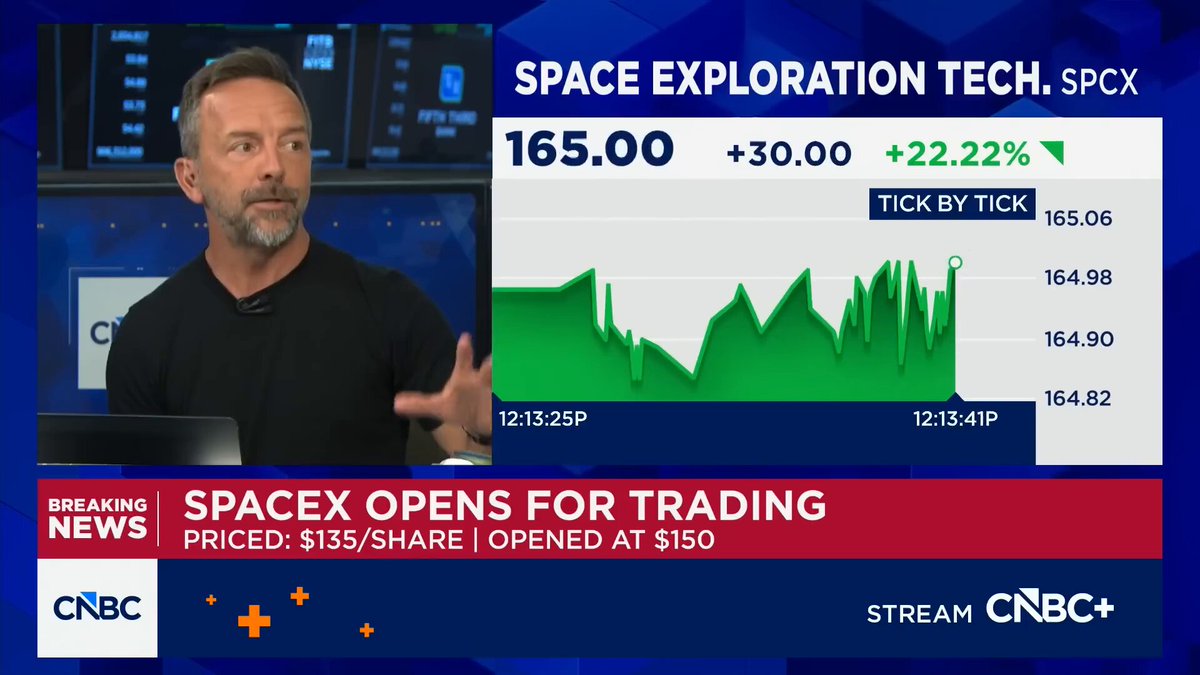 FITB
NYSE
FIFTH THIRD
SPACE EXPLORATION TECH. SPCX
165.00 +30.00 +22.22%
TICK BY TICK
165.06
164.98
164.90
164.82
12:13:25P 12:13:41P
BREAKING NEWS
SPACEX OPENS FOR TRADING
PRICED: $135/SHARE | OPENED AT $150
CNBC
STREAM CNBC+